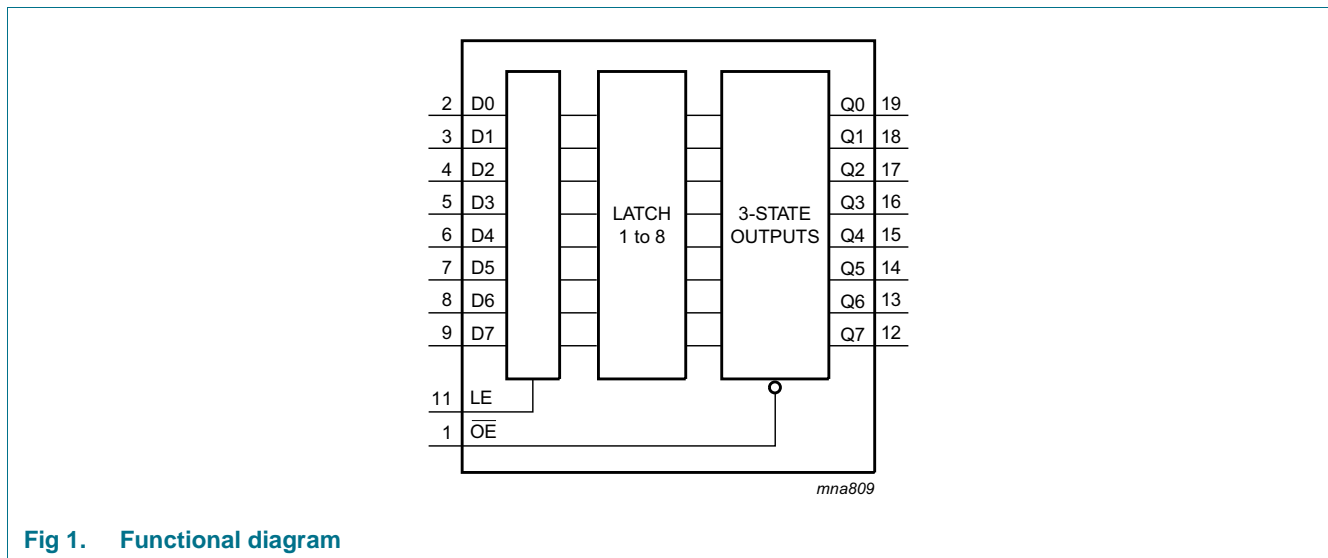 2 D0 Q0 19
3 D1 Q1 18
4 D2 Q2 17
5 D3 LATCH 3-STATE Q3 16
6 D4 1 to 8 OUTPUTS Q4 15
7 D5 Q5 14
8 D6 Q6 13
9 D7 Q7 12
11 LE
1 O̅E̅
mna809
Fig 1. Functional diagram